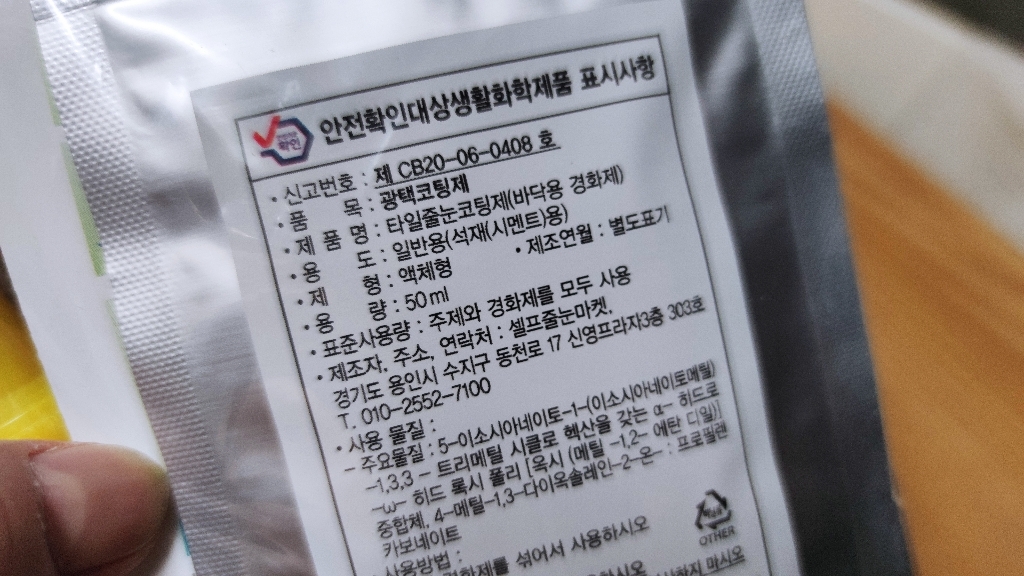 안전확인대상생활화학제품 표시사항
확인
• 신고번호 : 제 CB20-06-0408 호
• 품 목 : 광택코팅제
• 제 품 명 : 타일줄눈코팅제(바닥용 경화제)
• 용 도 : 일반용(석재(시멘트)용)
• 제 형 : 액체형 • 제조연월 : 별도표기
• 용 량 : 50ml
• 표준사용량 : 주제와 경화제를 모두 사용
• 제조자, 주소, 연락처 : 셀프줄눈마켓,
경기도 용인시 수지구 동천로 17 신영프라자3층 303호
T. 010-2552-7100
• 사용 물질 :
- 주요물질 : 5-이소시아네이토-1-(이소시아네이토메틸)
-1,3,3 - 트리메틸 시클로 헥산을 갖는 α- 히드로
-ω- 히드 록시 폴리 [옥시 (메틸 -1,2- 에탄 디일)]
중합체, 4-메틸-1,3-다이옥솔레인-2-온- : 프로필렌
카보네이트
사용방법 :
경화제를 섞어서 사용하시오
OTHER
마시오